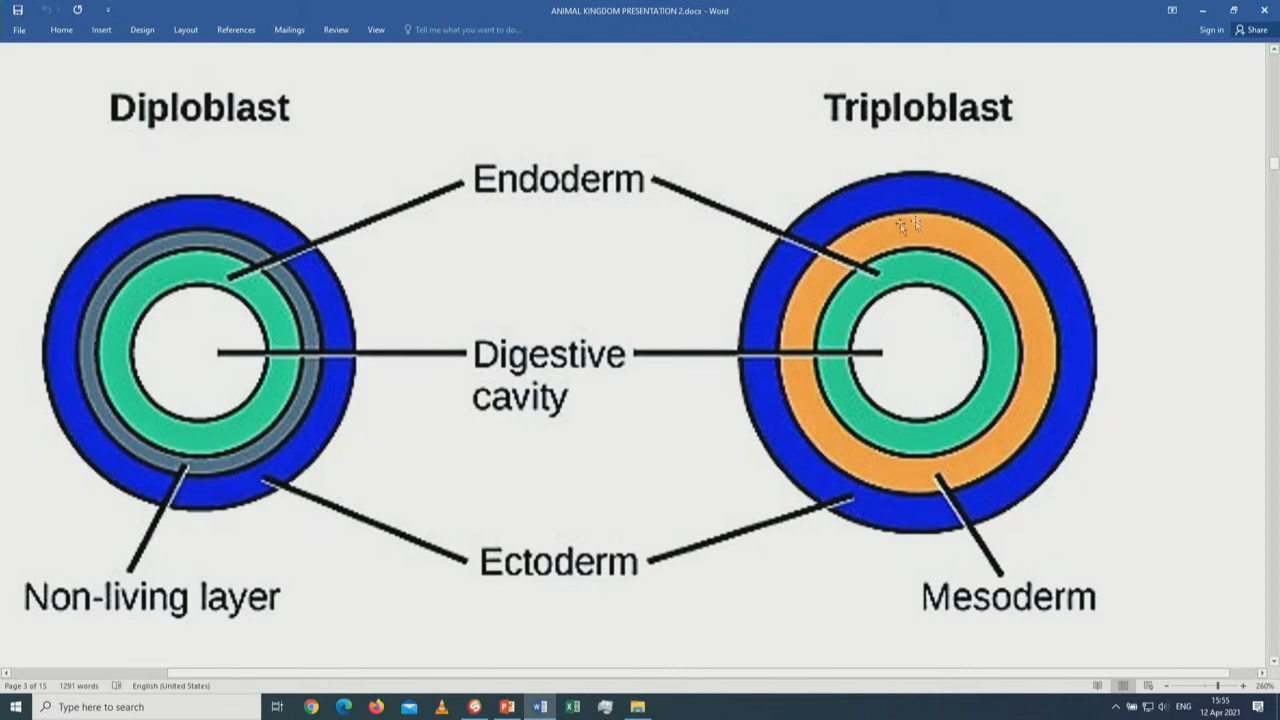 ANIMAL KINGDOM PRESENTATION 2.docx - Word
File Home Insert Design Layout References Mailings Review View Tell me what you want to do... Sign in Share
Diploblast
Triploblast
Endoderm
Digestive
cavity
Ectoderm
Non-living layer
Mesoderm
Page 3 of 15 1291 words English (United States) 260%
Type here to search
ENG
15:55
12 Apr 2021